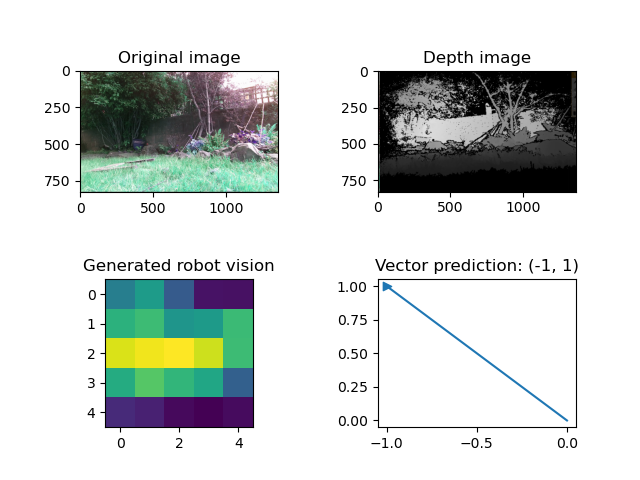 Original image
0
250
500
750
0 500 1000
Depth image
0
250
500
750
0 500 1000
Generated robot vision
0
1
2
3
4
0 2 4
Vector prediction: (-1, 1)
1.00
0.75
0.50
0.25
0.00
−1.0 −0.5 0.0